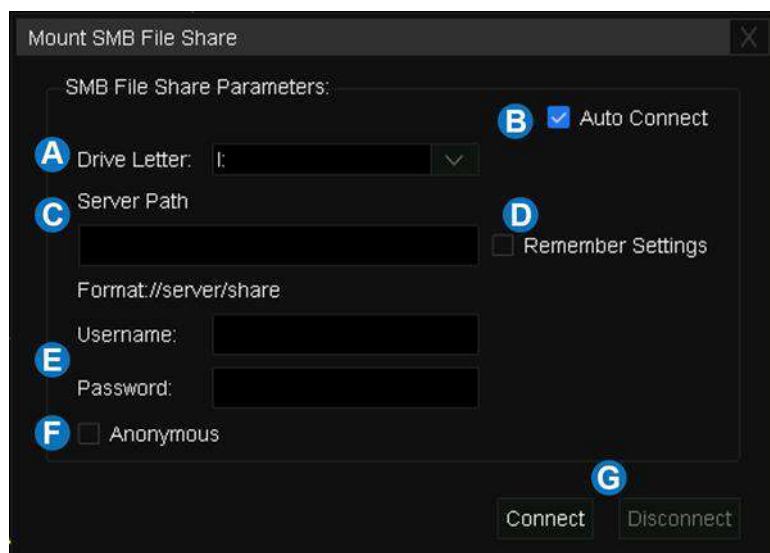 Mount SMB File Share
X
SMB File Share Parameters:
B Auto Connect
A Drive Letter: I:
C Server Path
D Remember Settings
Format://server/share
Username:
E
Password:
F Anonymous
G
Connect Disconnect